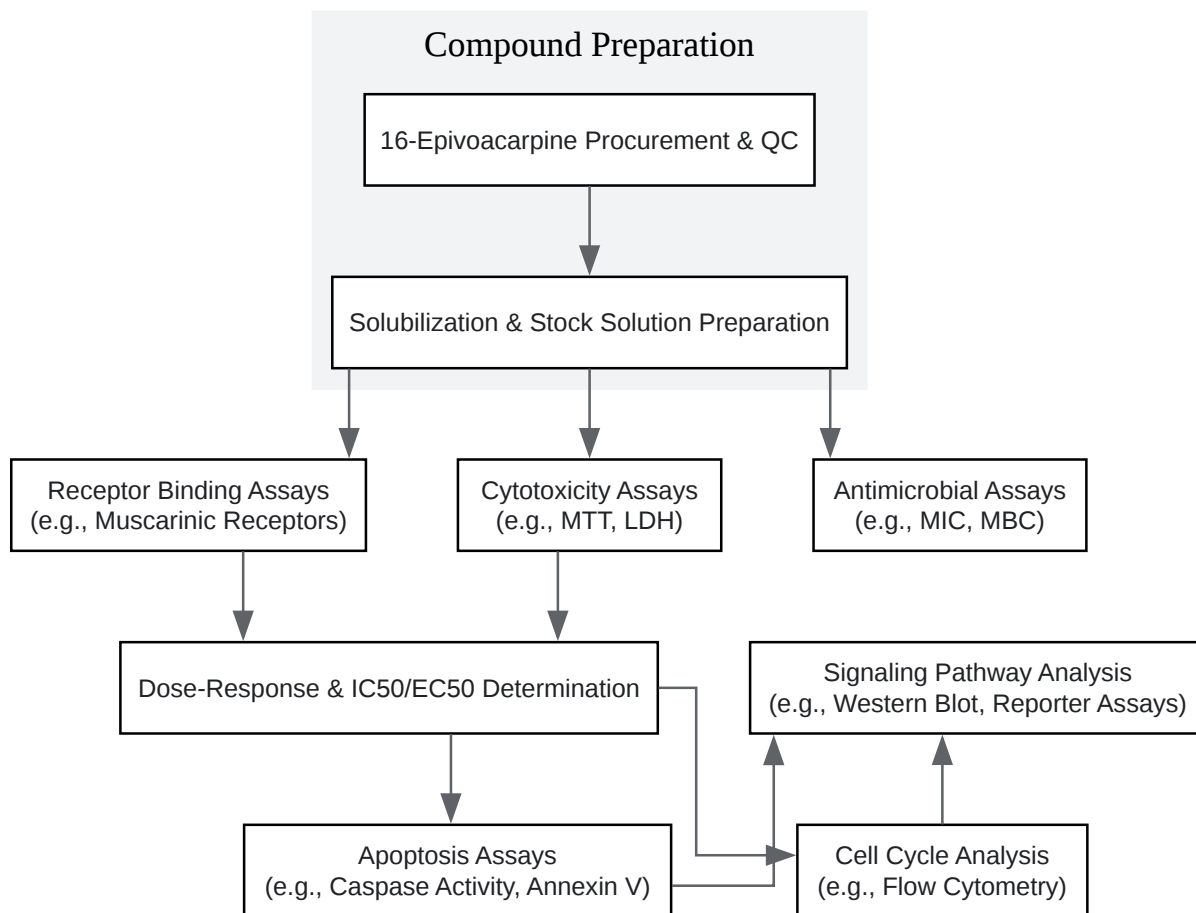 Compound Preparation
16-Epivoacarpine Procurement & QC
Solubilization & Stock Solution Preparation
Receptor Binding Assays
(e.g., Muscarinic Receptors)
Cytotoxicity Assays
(e.g., MTT, LDH)
Antimicrobial Assays
(e.g., MIC, MBC)
Dose-Response & IC50/EC50 Determination
Signaling Pathway Analysis
(e.g., Western Blot, Reporter Assays)
Apoptosis Assays
(e.g., Caspase Activity, Annexin V)
Cell Cycle Analysis
(e.g., Flow Cytometry)